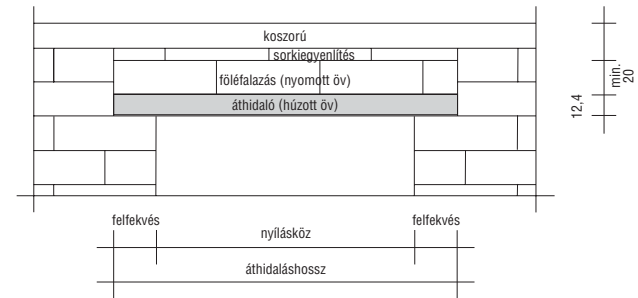 koszorú
sorkiegyenlítés
föléfalazás (nyomott öv)
áthidaló (húzott öv)
min.
20
12,4
felfekvés
felfekvés
nyílásköz
áthidaláshossz